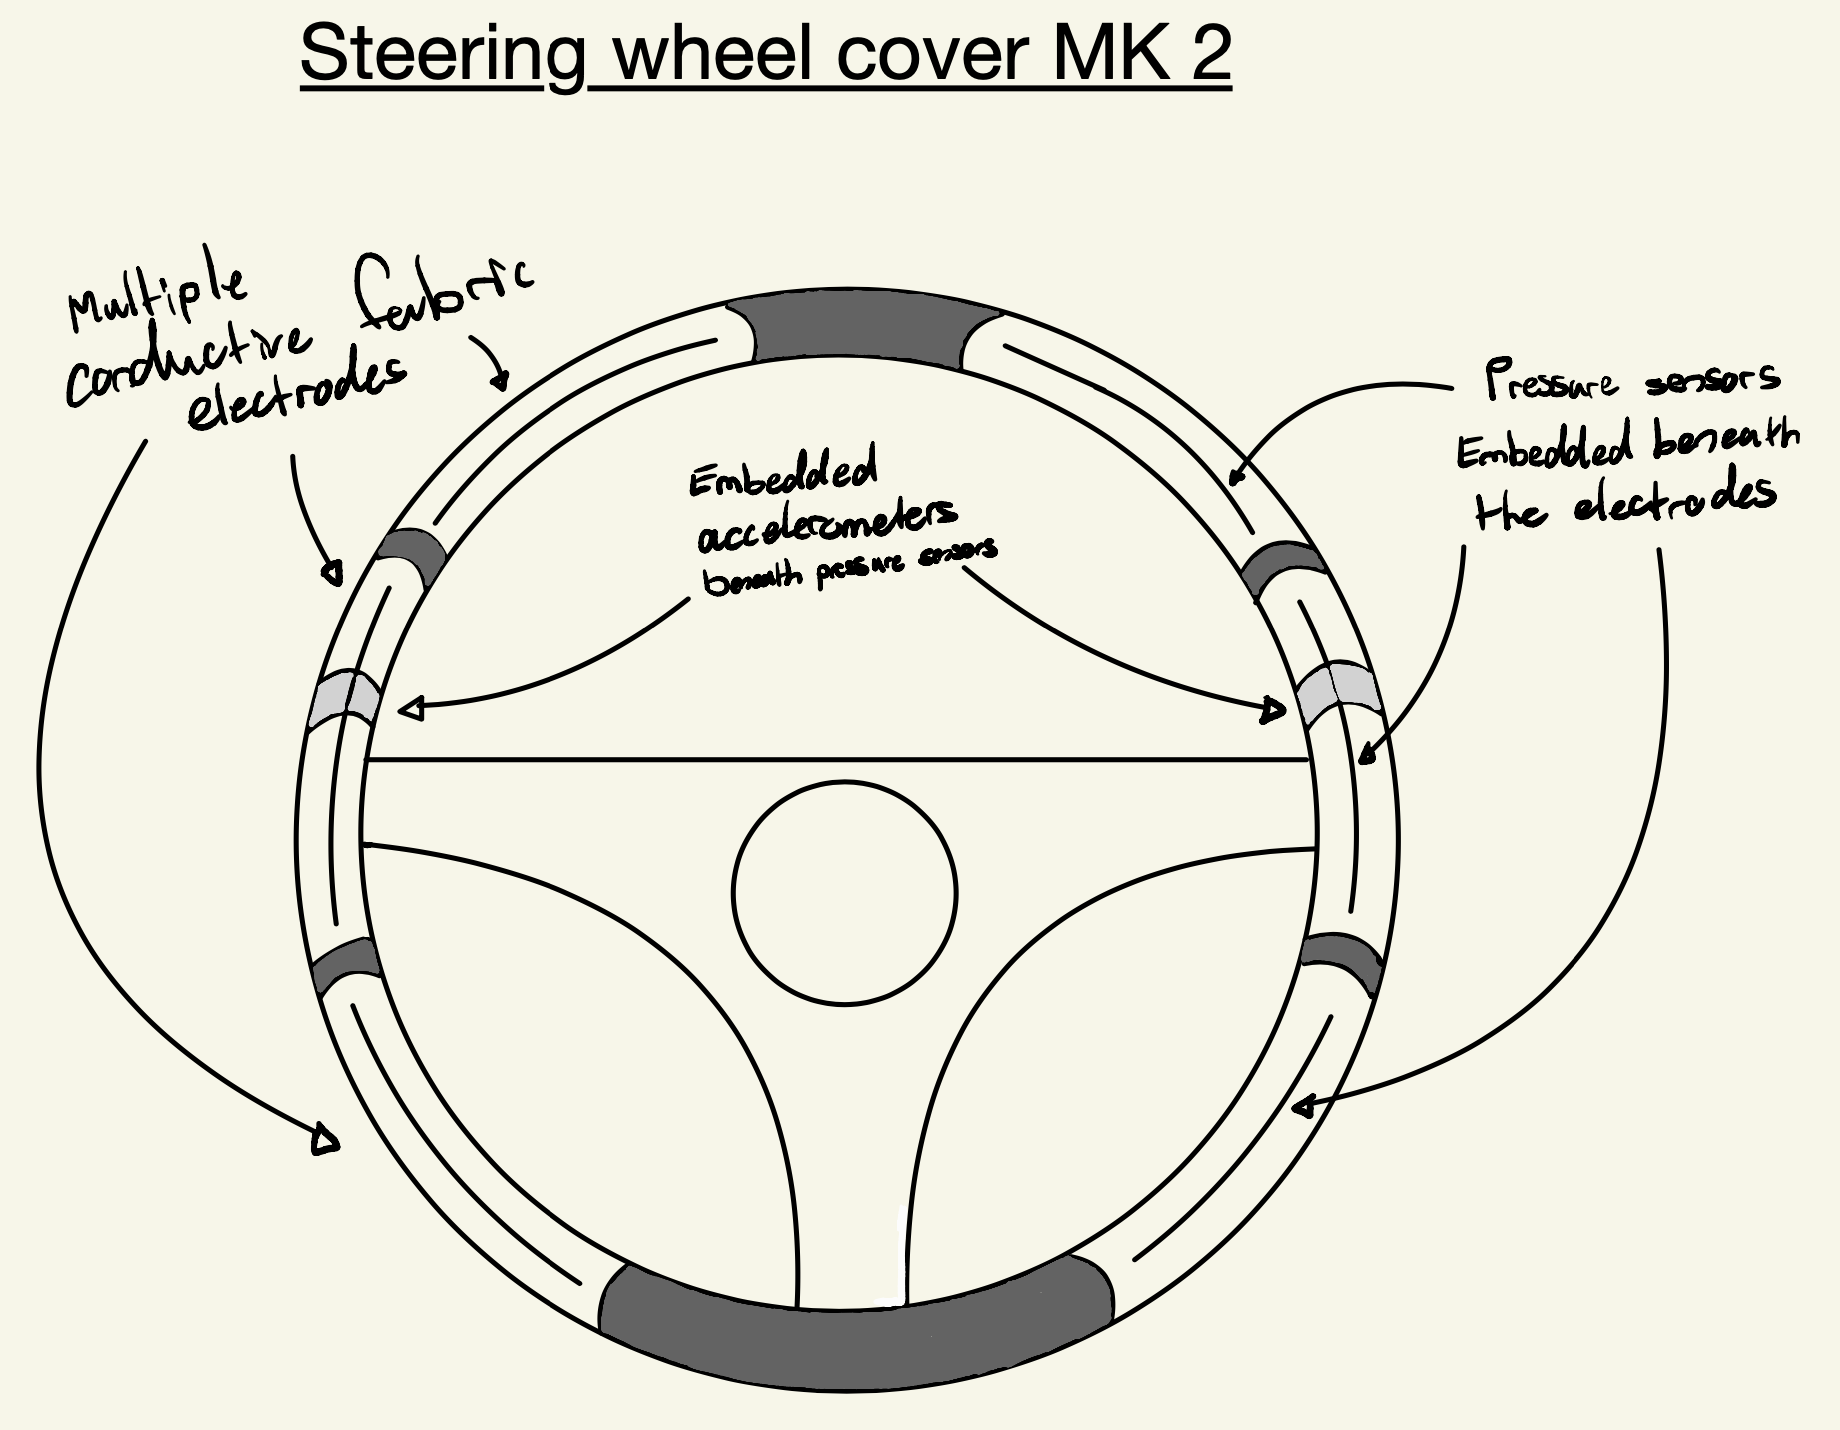 Steering wheel cover MK 2
Multiple
conductive fabric
electrodes
Embedded
accelerometers
beneath pressure sensors
Pressure sensors
Embedded beneath
the electrodes